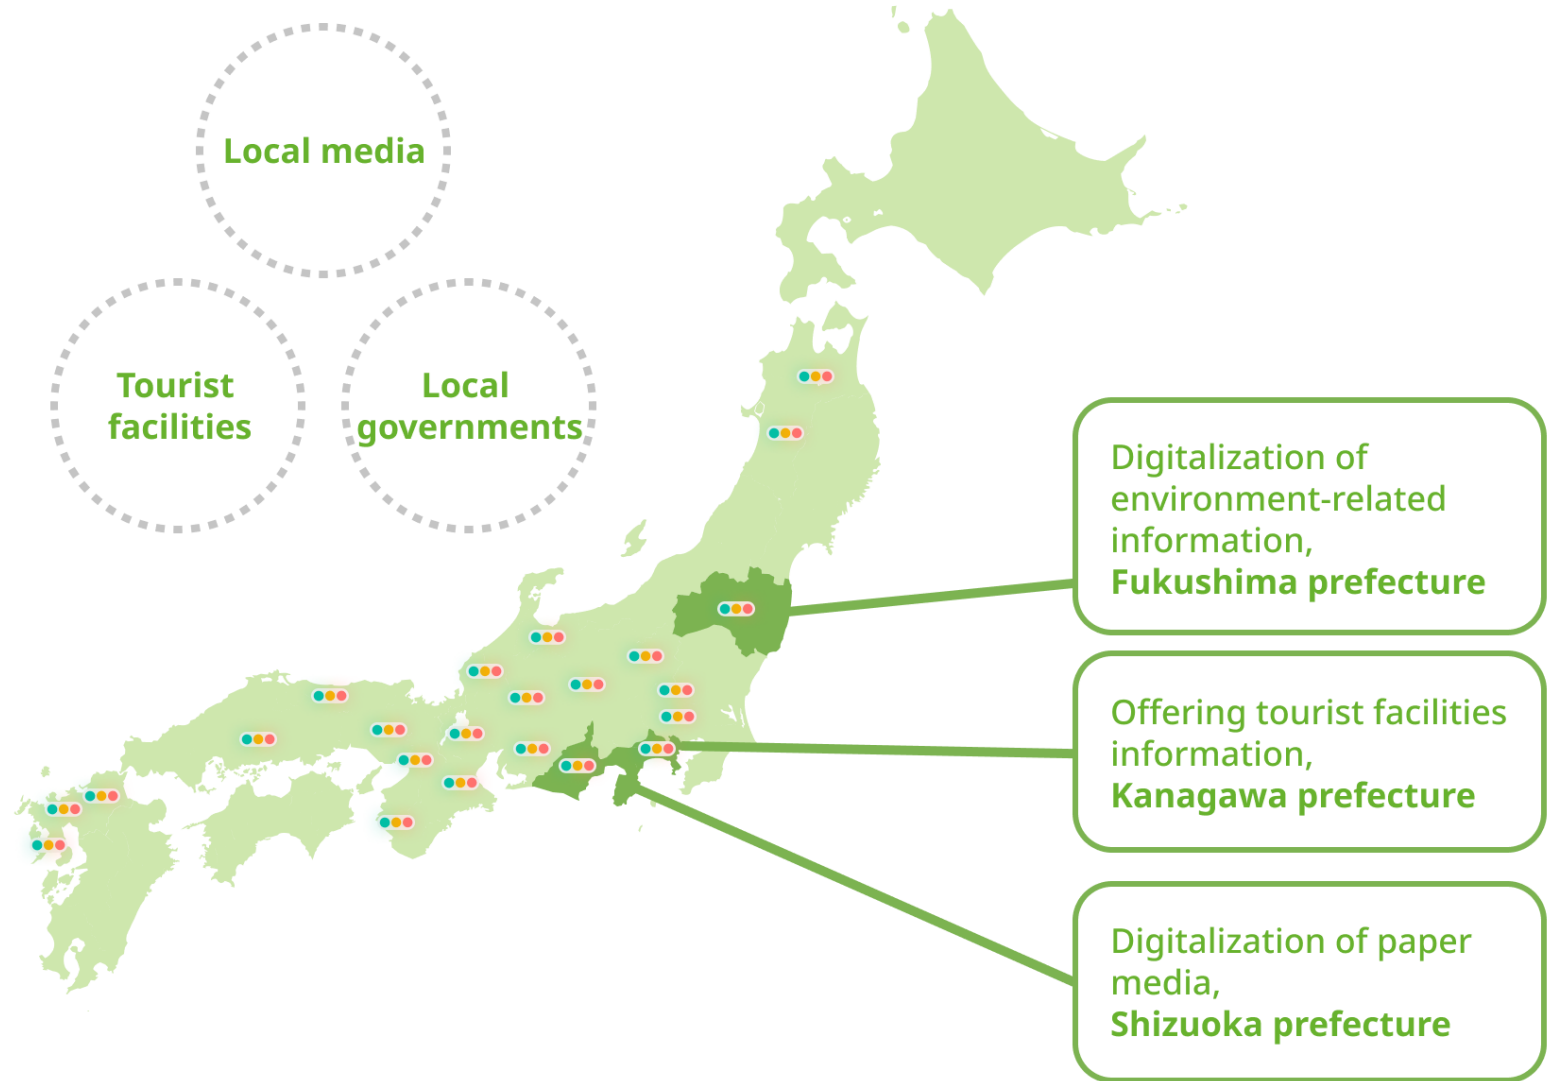 Local media
Tourist
facilities
Local
governments
Digitalization of
environment-related
information,
Fukushima prefecture
Offering tourist facilities
information,
Kanagawa prefecture
Digitalization of paper
media,
Shizuoka prefecture